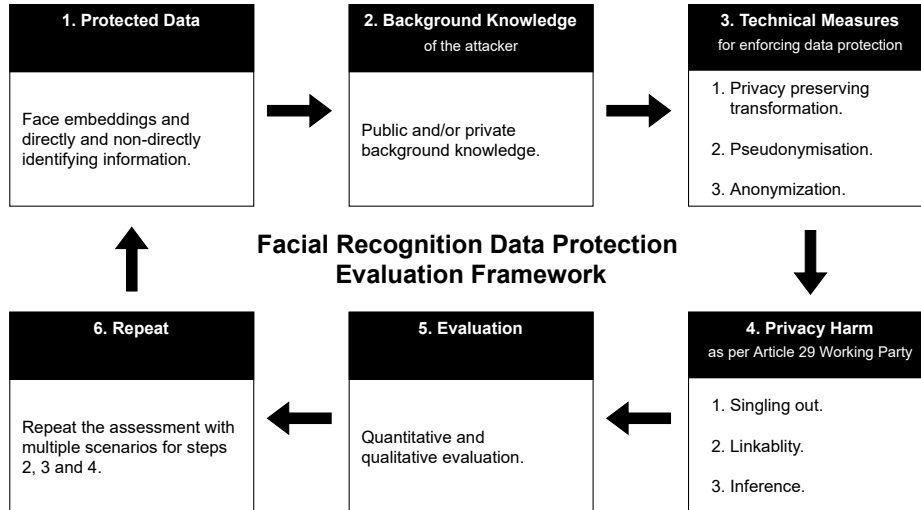 1. Protected Data
Face embeddings and
directly and non-directly
identifying information.
2. Background Knowledge
of the attacker
Public and/or private
background knowledge.
3. Technical Measures
for enforcing data protection
1. Privacy preserving
transformation.
2. Pseudonymisation.
3. Anonymization.
Facial Recognition Data Protection
Evaluation Framework
4. Privacy Harm
as per Article 29 Working Party
1. Singling out.
2. Linkablity.
3. Inference.
5. Evaluation
Quantitative and
qualitative evaluation.
6. Repeat
Repeat the assessment with
multiple scenarios for steps
2, 3 and 4.